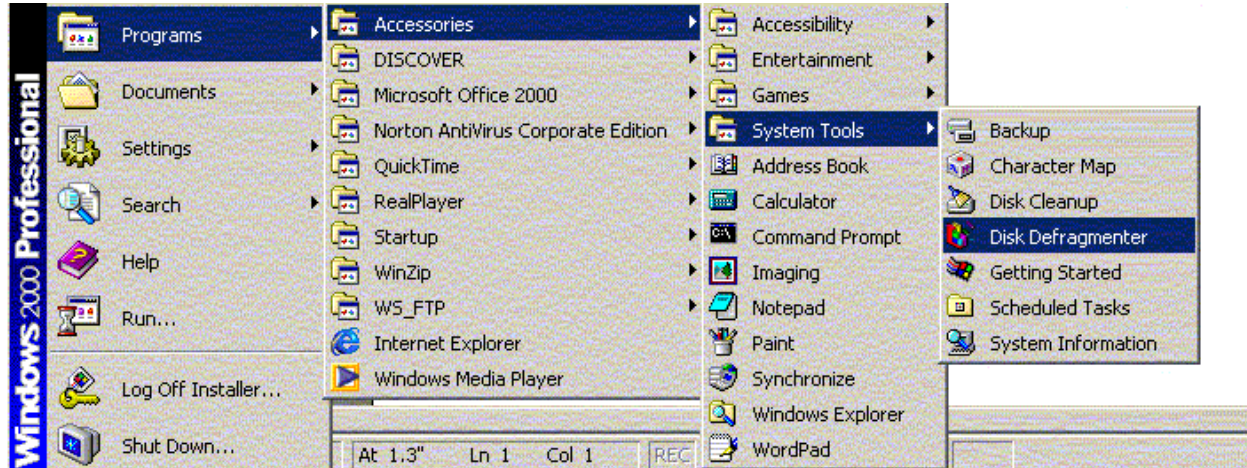 Windows 2000 Professional
Programs
Documents
Settings
Search
Help
Run...
Log Off Installer...
Shut Down...
Accessories
DISCOVER
Microsoft Office 2000
Norton AntiVirus Corporate Edition
QuickTime
RealPlayer
Startup
WinZip
WS_FTP
Internet Explorer
Windows Media Player
Accessibility
Entertainment
Games
System Tools
Address Book
Calculator
Command Prompt
Imaging
Notepad
Paint
Synchronize
Windows Explorer
WordPad
Backup
Character Map
Disk Cleanup
Disk Defragmenter
Getting Started
Scheduled Tasks
System Information
At 1.3" Ln 1 Col 1 REC